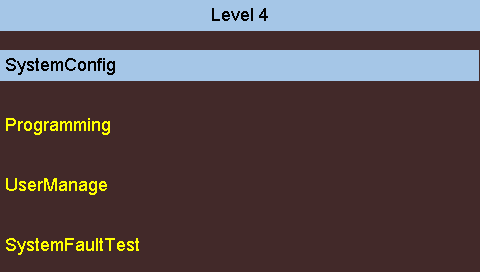 Level 4
SystemConfig
Programming
UserManage
SystemFaultTest